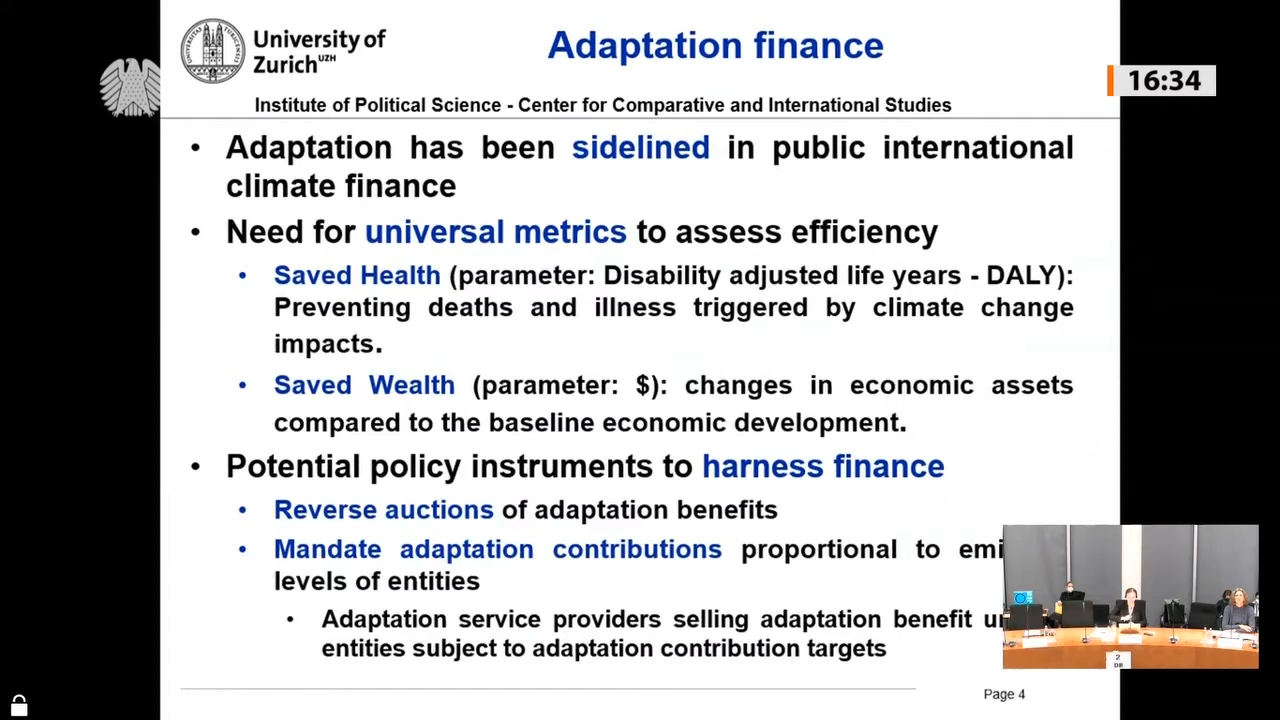 University of
Zurich UZH
Adaptation finance
16:34
Institute of Political Science - Center for Comparative and International Studies
• Adaptation has been sidelined in public international
climate finance
• Need for universal metrics to assess efficiency
• Saved Health (parameter: Disability adjusted life years - DALY):
Preventing deaths and illness triggered by climate change
impacts.
• Saved Wealth (parameter: $): changes in economic assets
compared to the baseline economic development.
• Potential policy instruments to harness finance
• Reverse auctions of adaptation benefits
• Mandate adaptation contributions proportional to emi
levels of entities
• Adaptation service providers selling adaptation benefit u
entities subject to adaptation contribution targets
Page 4